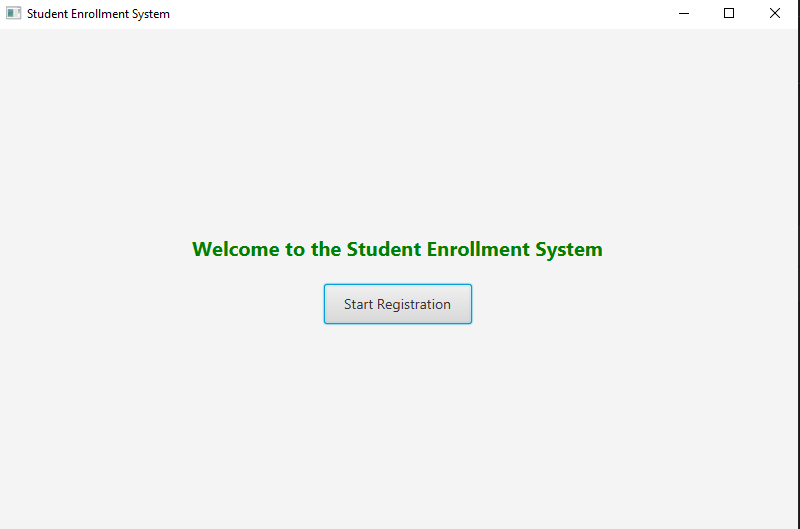 Student Enrollment System
Welcome to the Student Enrollment System
Start Registration